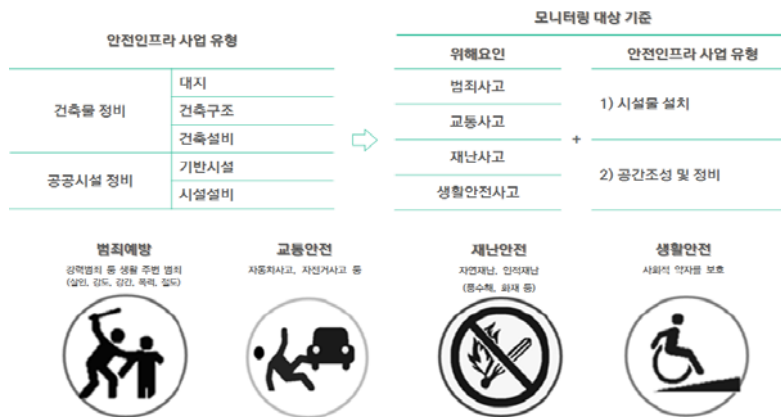 안전인프라 사업 유형
건축물 정비
대지
건축구조
건축설비
공공시설 정비
기반시설
시설설비
모니터링 대상 기준
위해요인
안전인프라 사업 유형
범죄사고
교통사고
재난사고
생활안전사고
+
1) 시설물 설치
2) 공간조성 및 정비
범죄예방
강력범죄 등 생활 주변 범죄
(살인, 강도, 강간, 폭력, 절도)
교통안전
자동차사고, 자전거사고 등
재난안전
자연재난, 인적재난
(풍수해, 화재 등)
생활안전
사회적 약자를 보호